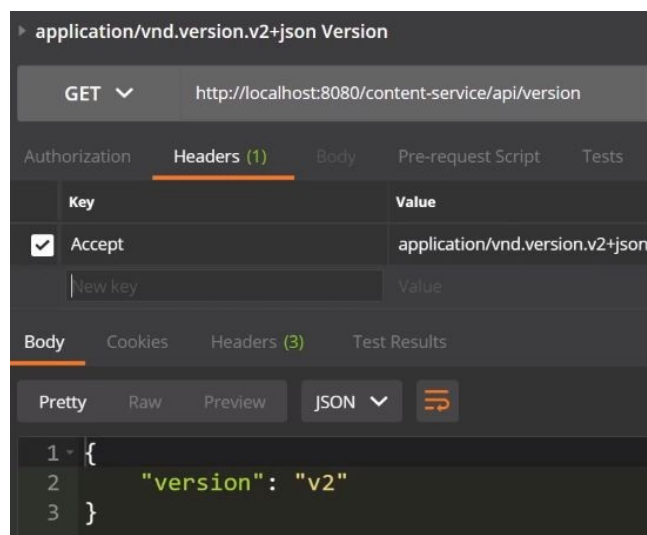 application/vnd.version.v2+json Version
GET http://localhost:8080/content-service/api/version
Authorization Headers (1) Body Pre-request Script Tests
Key Value
Accept application/vnd.version.v2+json
New key Value
Body Cookies Headers (3) Test Results
Pretty Raw Preview JSON
1 {
2 "version": "v2"
3 }